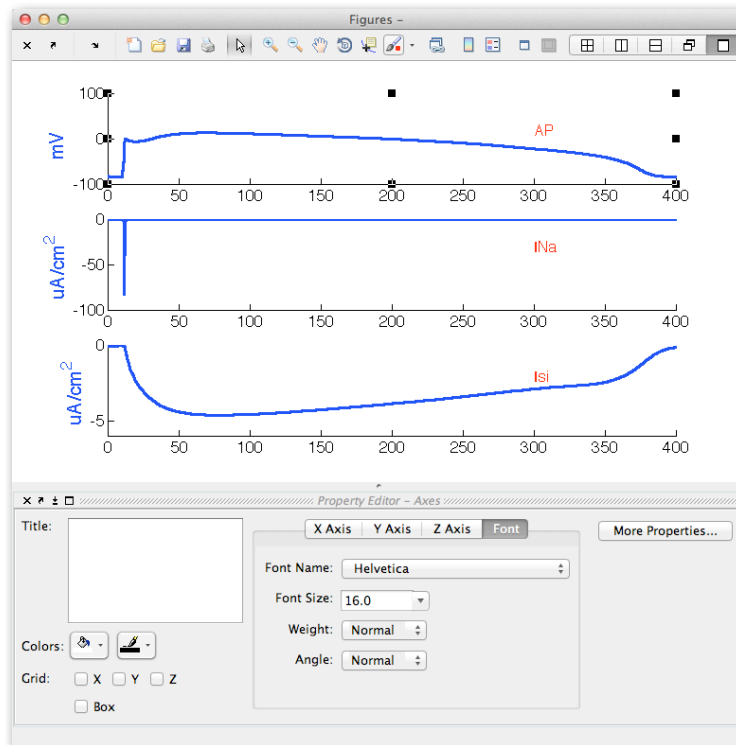 Figures –
100
0
-100
mV
AP
0 50 100 150 200 250 300 350 400
0
-50
-100
uA/cm2
INa
0 50 100 150 200 250 300 350 400
0
-5
uA/cm2
Isi
0 50 100 150 200 250 300 350 400
Property Editor – Axes
Title:
X Axis Y Axis Z Axis Font
More Properties...
Font Name: Helvetica
Font Size: 16.0
Weight: Normal
Colors:
Angle: Normal
Grid: X Y Z
Box